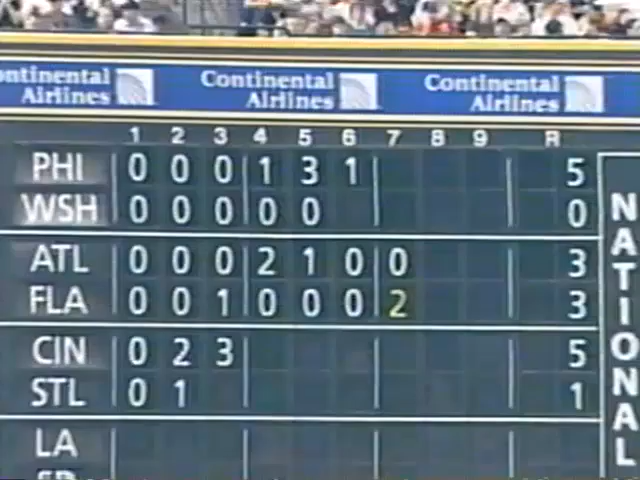 Continental Airlines Continental Airlines Continental Airlines
1 2 3 4 5 6 7 8 9 R
PHI 0 0 0 1 3 1 5
WSH 0 0 0 0 0 0
ATL 0 0 0 2 1 0 0 3
FLA 0 0 1 0 0 0 2 3
CIN 0 2 3 5
STL 0 1 1
LA
NATIONAL